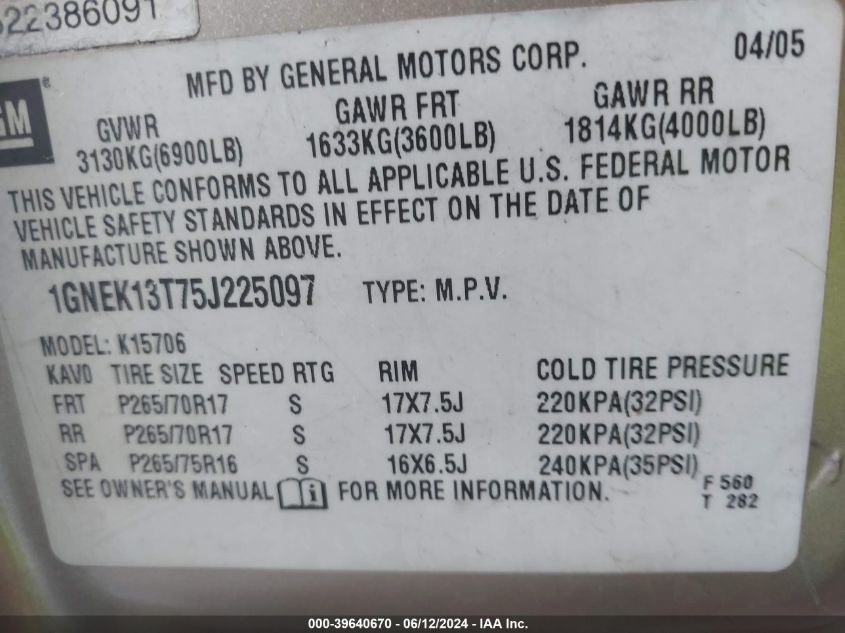 522386091
GM®
MFD BY GENERAL MOTORS CORP. 04/05
GVWR GAWR FRT GAWR RR
3130KG(6900LB) 1633KG(3600LB) 1814KG(4000LB)
THIS VEHICLE CONFORMS TO ALL APPLICABLE U.S. FEDERAL MOTOR
VEHICLE SAFETY STANDARDS IN EFFECT ON THE DATE OF
MANUFACTURE SHOWN ABOVE.
1GNEK13T75J225097 TYPE: M.P.V.
MODEL: K15706
KAV0 TIRE SIZE SPEED RTG RIM COLD TIRE PRESSURE
FRT P265/70R17 S 17X7.5J 220KPA(32PSI)
RR P265/70R17 S 17X7.5J 220KPA(32PSI)
SPA P265/75R16 S 16X6.5J 240KPA(35PSI)
SEE OWNER'S MANUAL i FOR MORE INFORMATION.
F 560
T 282
000-39640670 - 06/12/2024 - IAA Inc.